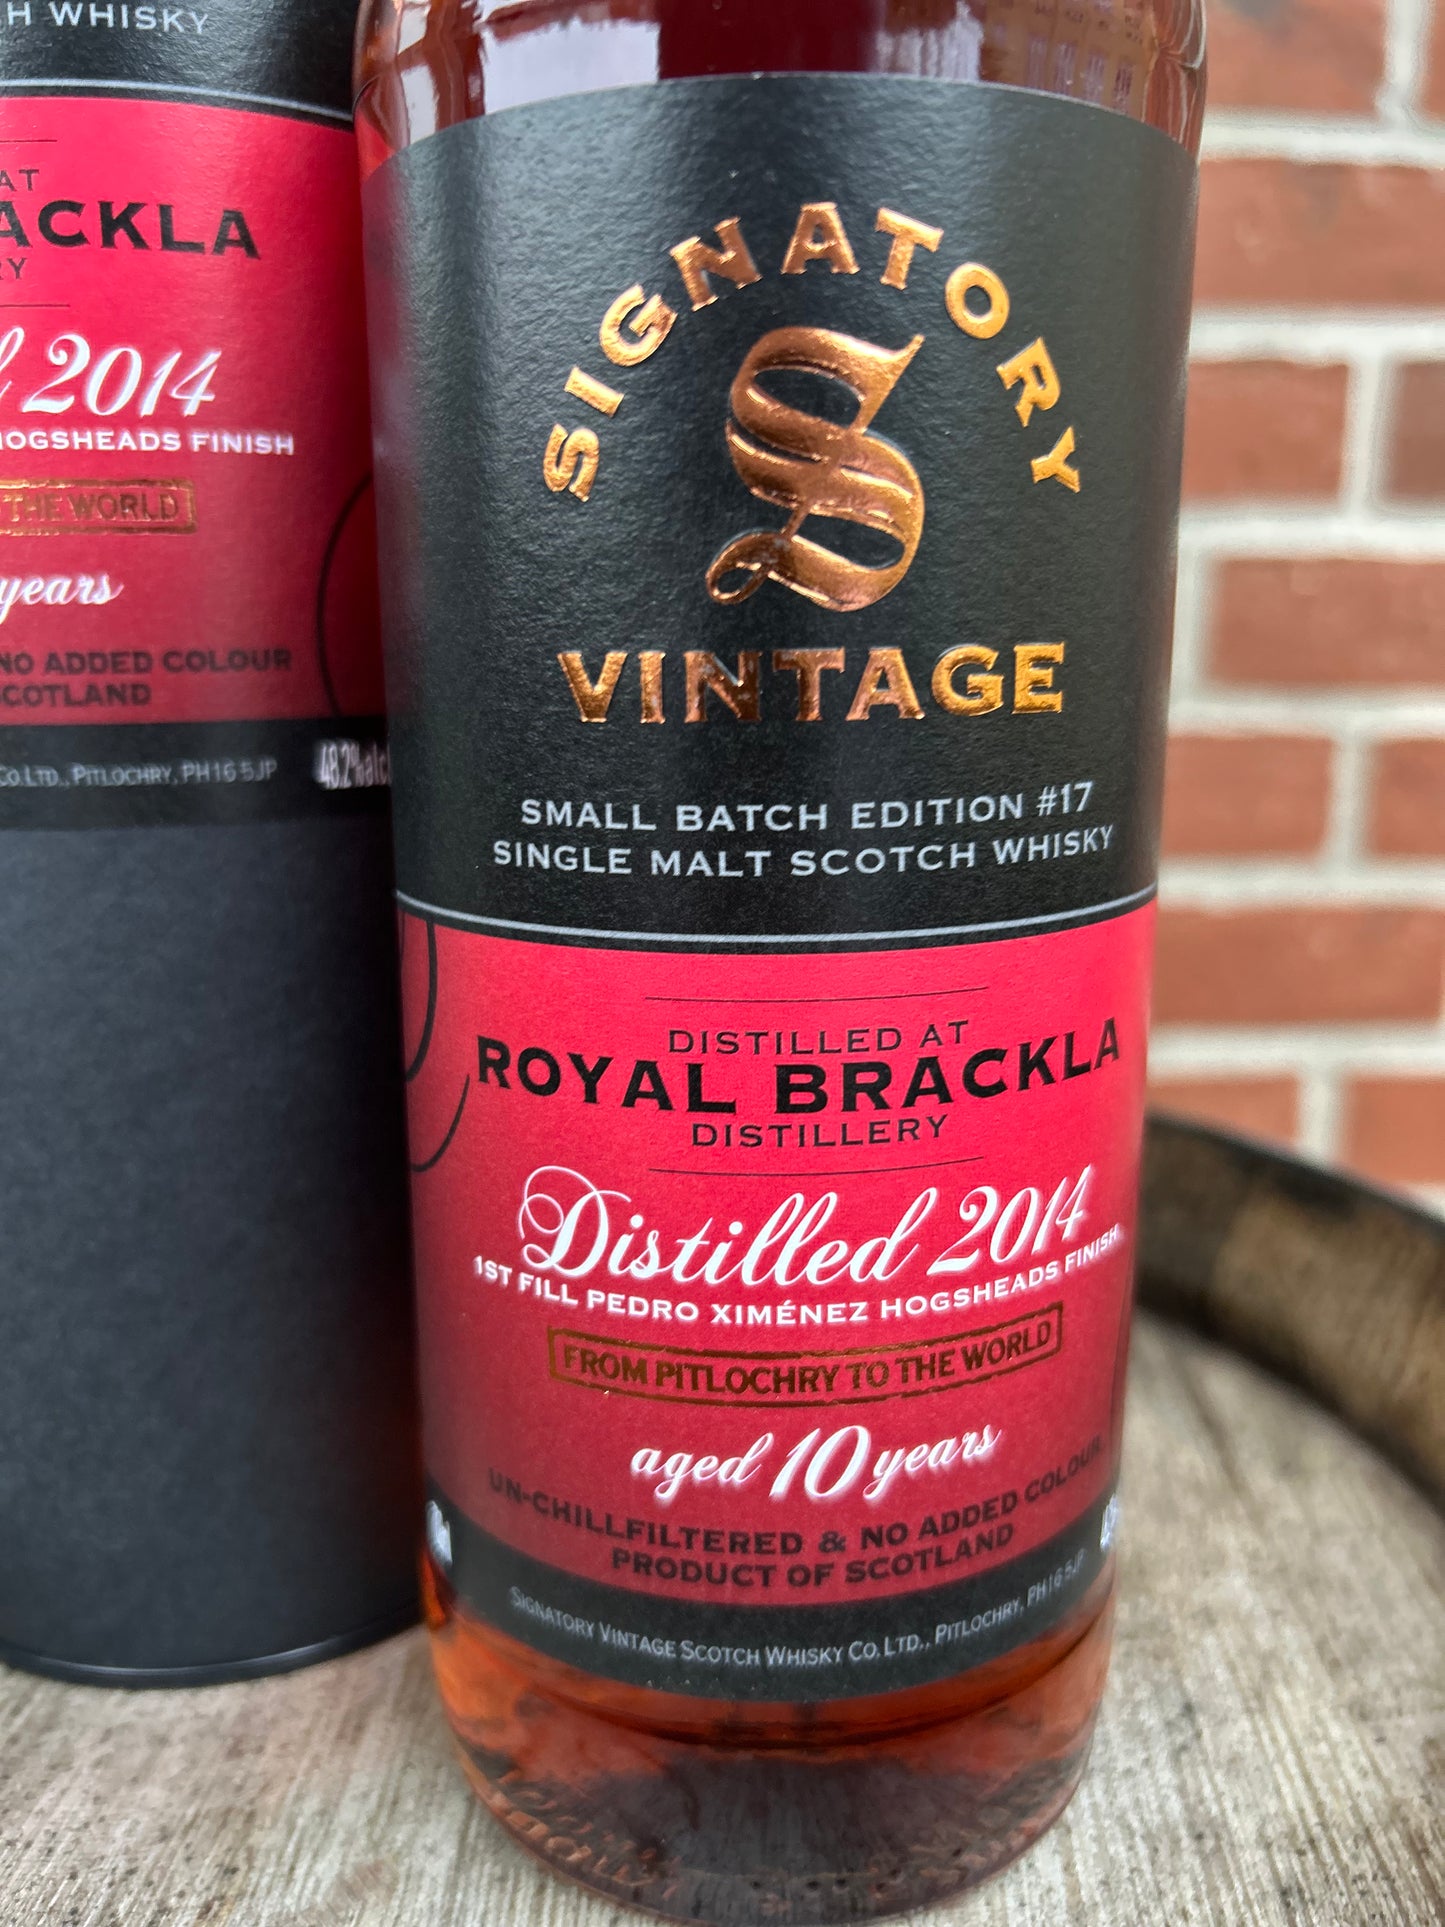 H WHISKY
AT
ACKLA
RY
d 2014
HOGSHEADS FINISH
THE WORLD
years
NO ADDED COLOUR
SCOTLAND
CO. LTD., PITLOCHRY, PH16 5JP
48.2%alc
SIGNATORY
S
VINTAGE
SMALL BATCH EDITION #17
SINGLE MALT SCOTCH WHISKY
DISTILLED AT
ROYAL BRACKLA
DISTILLERY
Distilled 2014
1ST FILL PEDRO XIMÉNEZ HOGSHEADS FINISH
FROM PITLOCHRY TO THE WORLD
aged 10 years
UN-CHILLFILTERED & NO ADDED COLOUR
PRODUCT OF SCOTLAND
SIGNATORY VINTAGE SCOTCH WHISKY CO. LTD., PITLOCHRY, PH16 5JP